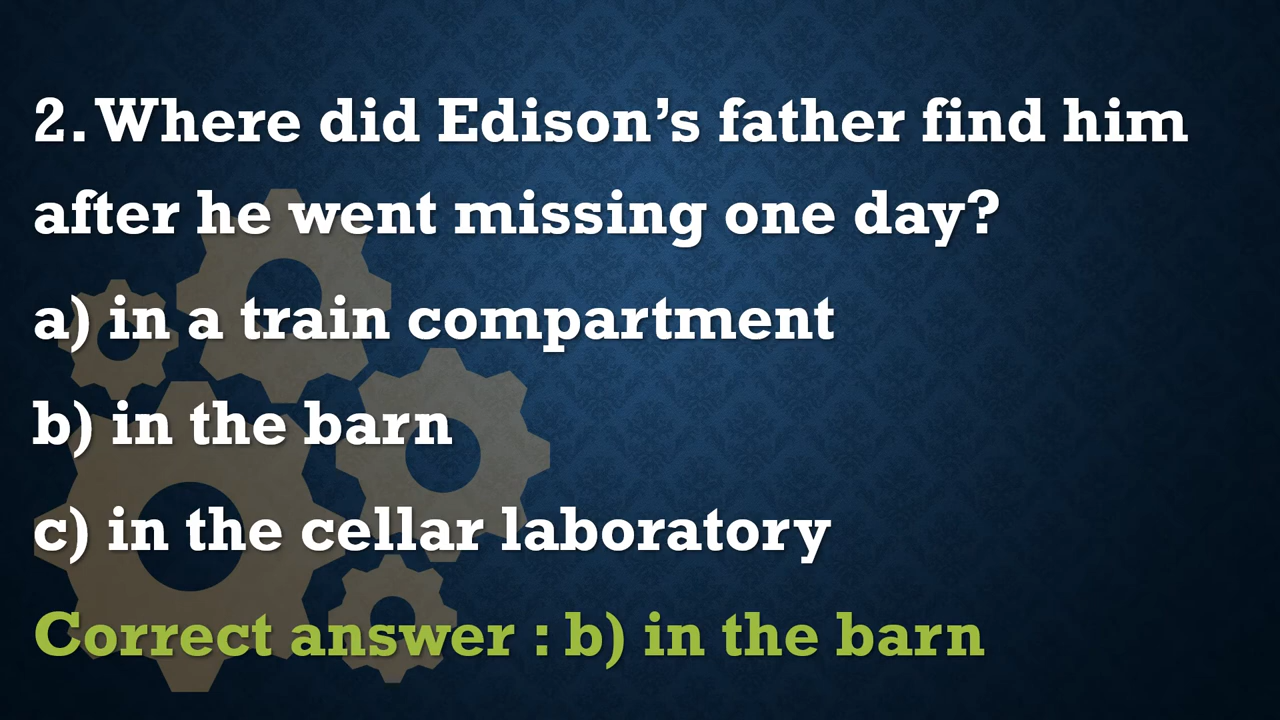 2. Where did Edison’s father find him
after he went missing one day?
a) in a train compartment
b) in the barn
c) in the cellar laboratory
Correct answer : b) in the barn